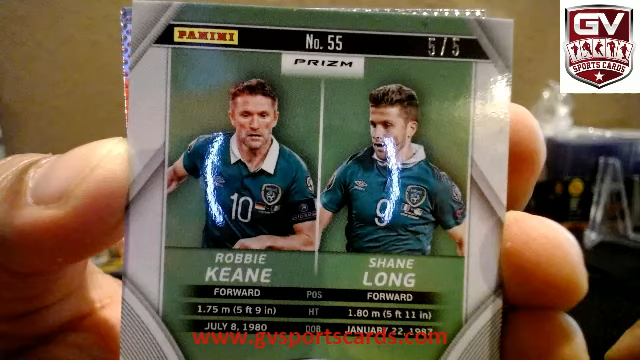 GV
SPORTS CARDS
PANINI
No. 55
5/5
PRIZM
10
9
ROBBIE
KEANE
SHANE
LONG
FORWARD POS FORWARD
1.75 m (5 ft 9 in) HT 1.80 m (5 ft 11 in)
JULY 8, 1980 DOB JANUARY 22, 1987
www.gvsportscards.com